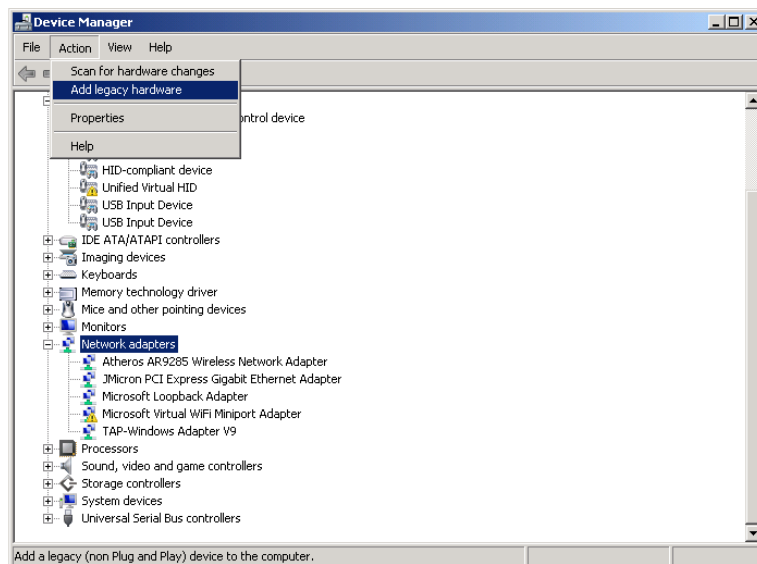 Device Manager
File Action View Help
Scan for hardware changes
Add legacy hardware
Properties
ontrol device
Help
HID-compliant device
Unified Virtual HID
USB Input Device
USB Input Device
IDE ATA/ATAPI controllers
Imaging devices
Keyboards
Memory technology driver
Mice and other pointing devices
Monitors
Network adapters
Atheros AR9285 Wireless Network Adapter
JMicron PCI Express Gigabit Ethernet Adapter
Microsoft Loopback Adapter
Microsoft Virtual WiFi Miniport Adapter
TAP-Windows Adapter V9
Processors
Sound, video and game controllers
Storage controllers
System devices
Universal Serial Bus controllers
Add a legacy (non Plug and Play) device to the computer.